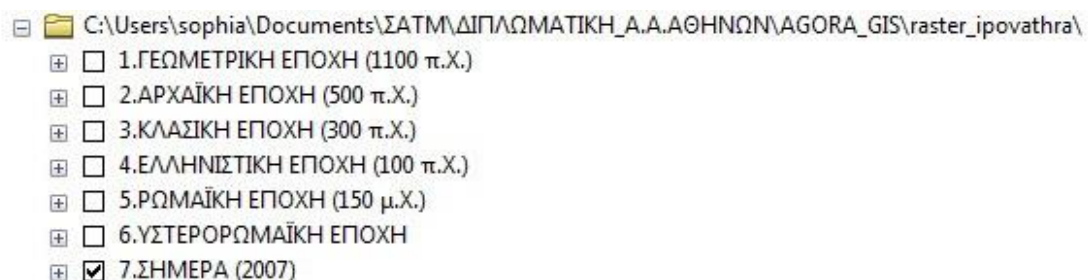 C:\Users\sophia\Documents\ΣΑΤΜ\ΔΙΠΛΩΜΑΤΙΚΗ_Α.Α.ΑΘΗΝΩΝ\AGORA_GIS\raster_ipovathra\
1.ΓΕΩΜΕΤΡΙΚΗ ΕΠΟΧΗ (1100 π.Χ.)
2.ΑΡΧΑΪΚΗ ΕΠΟΧΗ (500 π.Χ.)
3.ΚΛΑΣΙΚΗ ΕΠΟΧΗ (300 π.Χ.)
4.ΕΛΛΗΝΙΣΤΙΚΗ ΕΠΟΧΗ (100 π.Χ.)
5.ΡΩΜΑΪΚΗ ΕΠΟΧΗ (150 μ.Χ.)
6.ΥΣΤΕΡΟΡΩΜΑΪΚΗ ΕΠΟΧΗ
7.ΣΗΜΕΡΑ (2007)